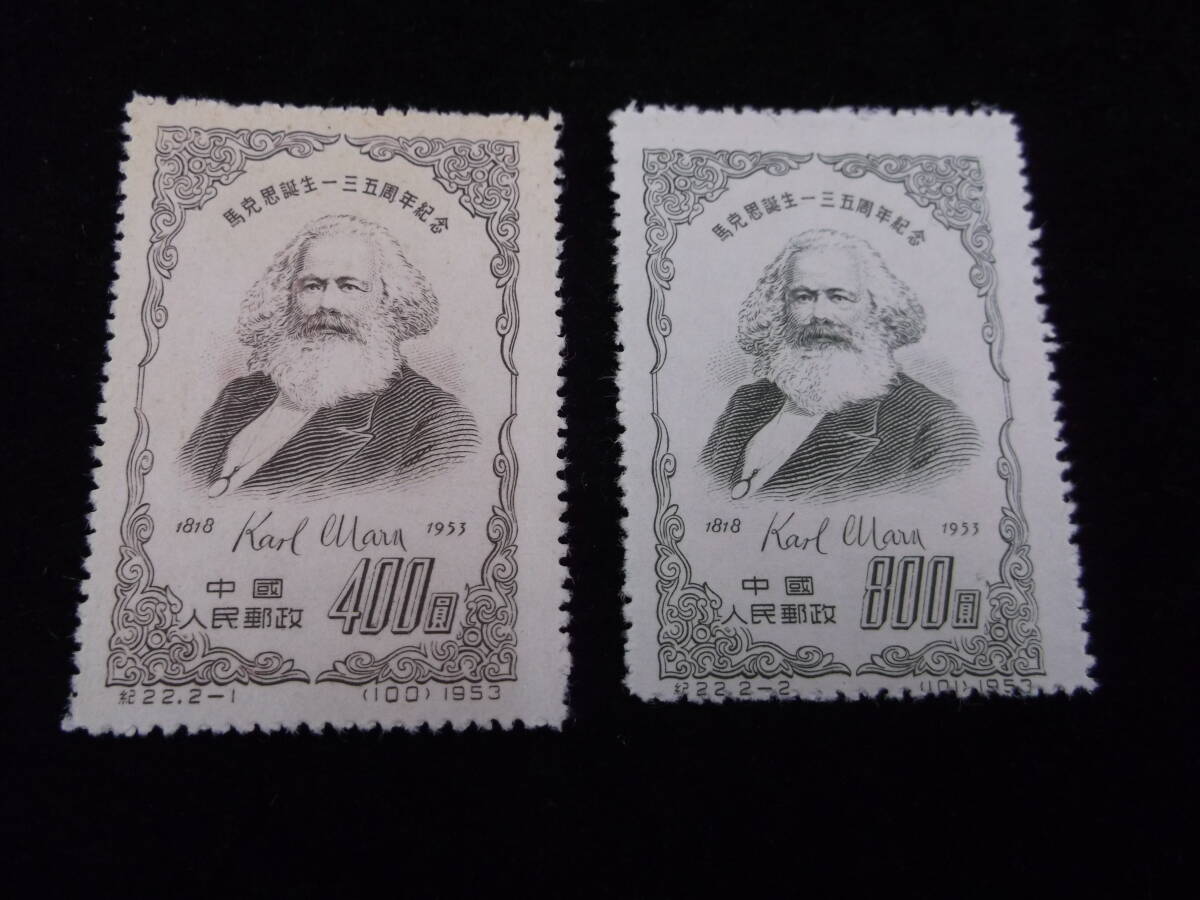 馬克思誕生一三五周年紀念
1818 Karl Marx 1953
中國
人民郵政 400圓
紀22.2-1 (100) 1953
馬克思誕生一三五周年紀念
1818 Karl Marx 1953
中國
人民郵政 800圓
紀22.2-2 (101) 1953